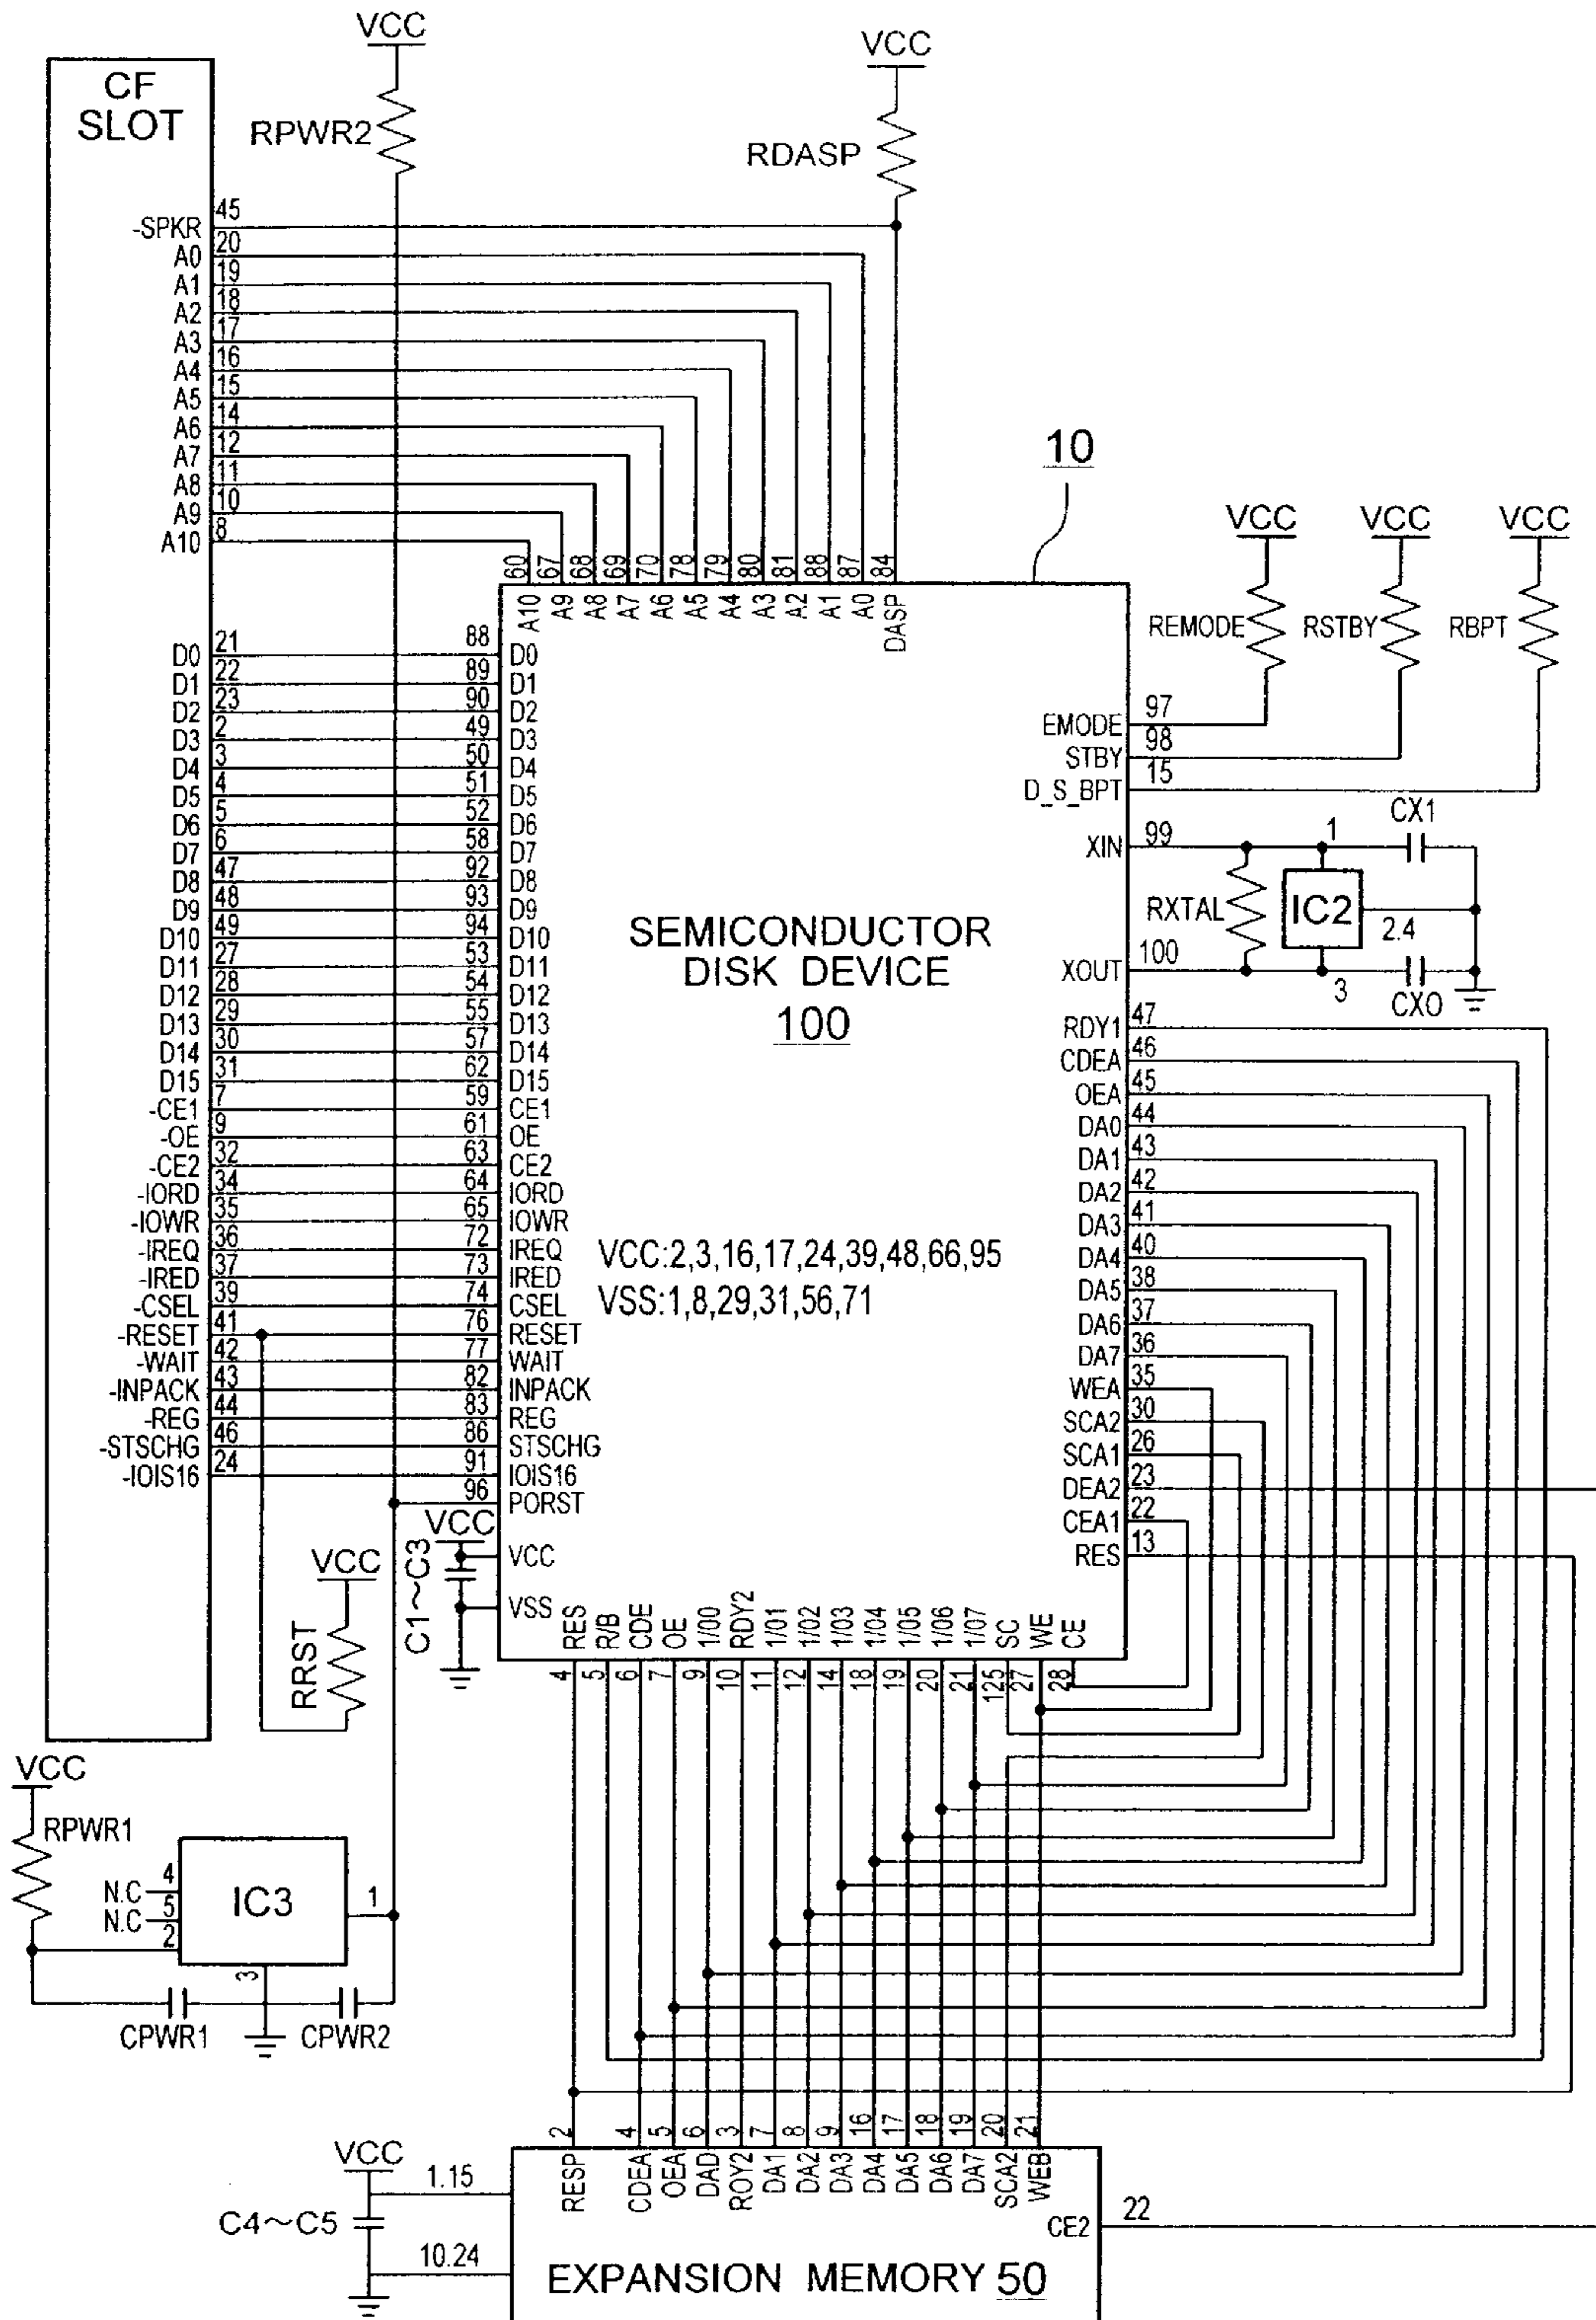 VCC
VCC
CF
SLOT
RPWR2
RDASP
-SPKR 45
A0 20
A1 19
A2 18
A3 17
A4 16
A5 15
A6 14
A7 12
A8 11
A9 10
A10 8
10
60 67 68 69 70 78 79 80 81 88 87 84
A10 A9 A8 A7 A6 A5 A4 A3 A2 A1 A0 DASP
VCC VCC VCC
REMODE RSTBY RBPT
D0 21 88 D0
D1 22 89 D1
D2 23 90 D2
D3 2 49 D3
D4 3 50 D4
D5 4 51 D5
D6 5 52 D6
D7 6 58 D7
D8 47 92 D8
D9 48 93 D9
D10 49 94 D10
D11 27 53 D11
D12 28 54 D12
D13 29 55 D13
D14 30 57 D14
D15 31 62 D15
-CE1 7 59 CE1
-OE 9 61 OE
-CE2 32 63 CE2
-IORD 34 64 IORD
-IOWR 35 65 IOWR
-IREQ 36 72 IREQ
-IRED 37 73 IRED
-CSEL 39 74 CSEL
-RESET 41 76 RESET
-WAIT 42 77 WAIT
-INPACK 43 82 INPACK
-REG 44 83 REG
-STSCHG 46 86 STSCHG
-IOIS16 24 91 IOIS16
96 PORST
VCC
VCC
VSS
C1~C3
SEMICONDUCTOR
DISK DEVICE
100
VCC:2,3,16,17,24,39,48,66,95
VSS:1,8,29,31,56,71
EMODE 97
STBY 98
D_S_BPT 15
XIN 99
XOUT 100
RXTAL
IC2
1
2.4
3
CX1
CXO
RDY1 47
CDEA 46
OEA 45
DA0 44
DA1 43
DA2 42
DA3 41
DA4 40
DA5 38
DA6 37
DA7 36
WEA 35
SCA2 30
SCA1 26
DEA2 23
CEA1 22
RES 13
RES R/B CDE OE 1/00 RDY2 1/01 1/02 1/03 1/04 1/05 1/06 1/07 SC WE CE
4 5 6 7 9 10 11 12 14 18 19 20 21 125 27 28
VCC
RRST
VCC
RPWR1
N.C 4
N.C 5
2
IC3
1
3
CPWR1
CPWR2
2 4 5 6 3 7 8 9 16 17 18 19 20 21
RESP CDEA OEA DAD ROY2 DA1 DA2 DA3 DA4 DA5 DA6 DA7 SCA2 WEB
VCC
1.15
C4~C5
10.24
CE2 22
EXPANSION MEMORY 50